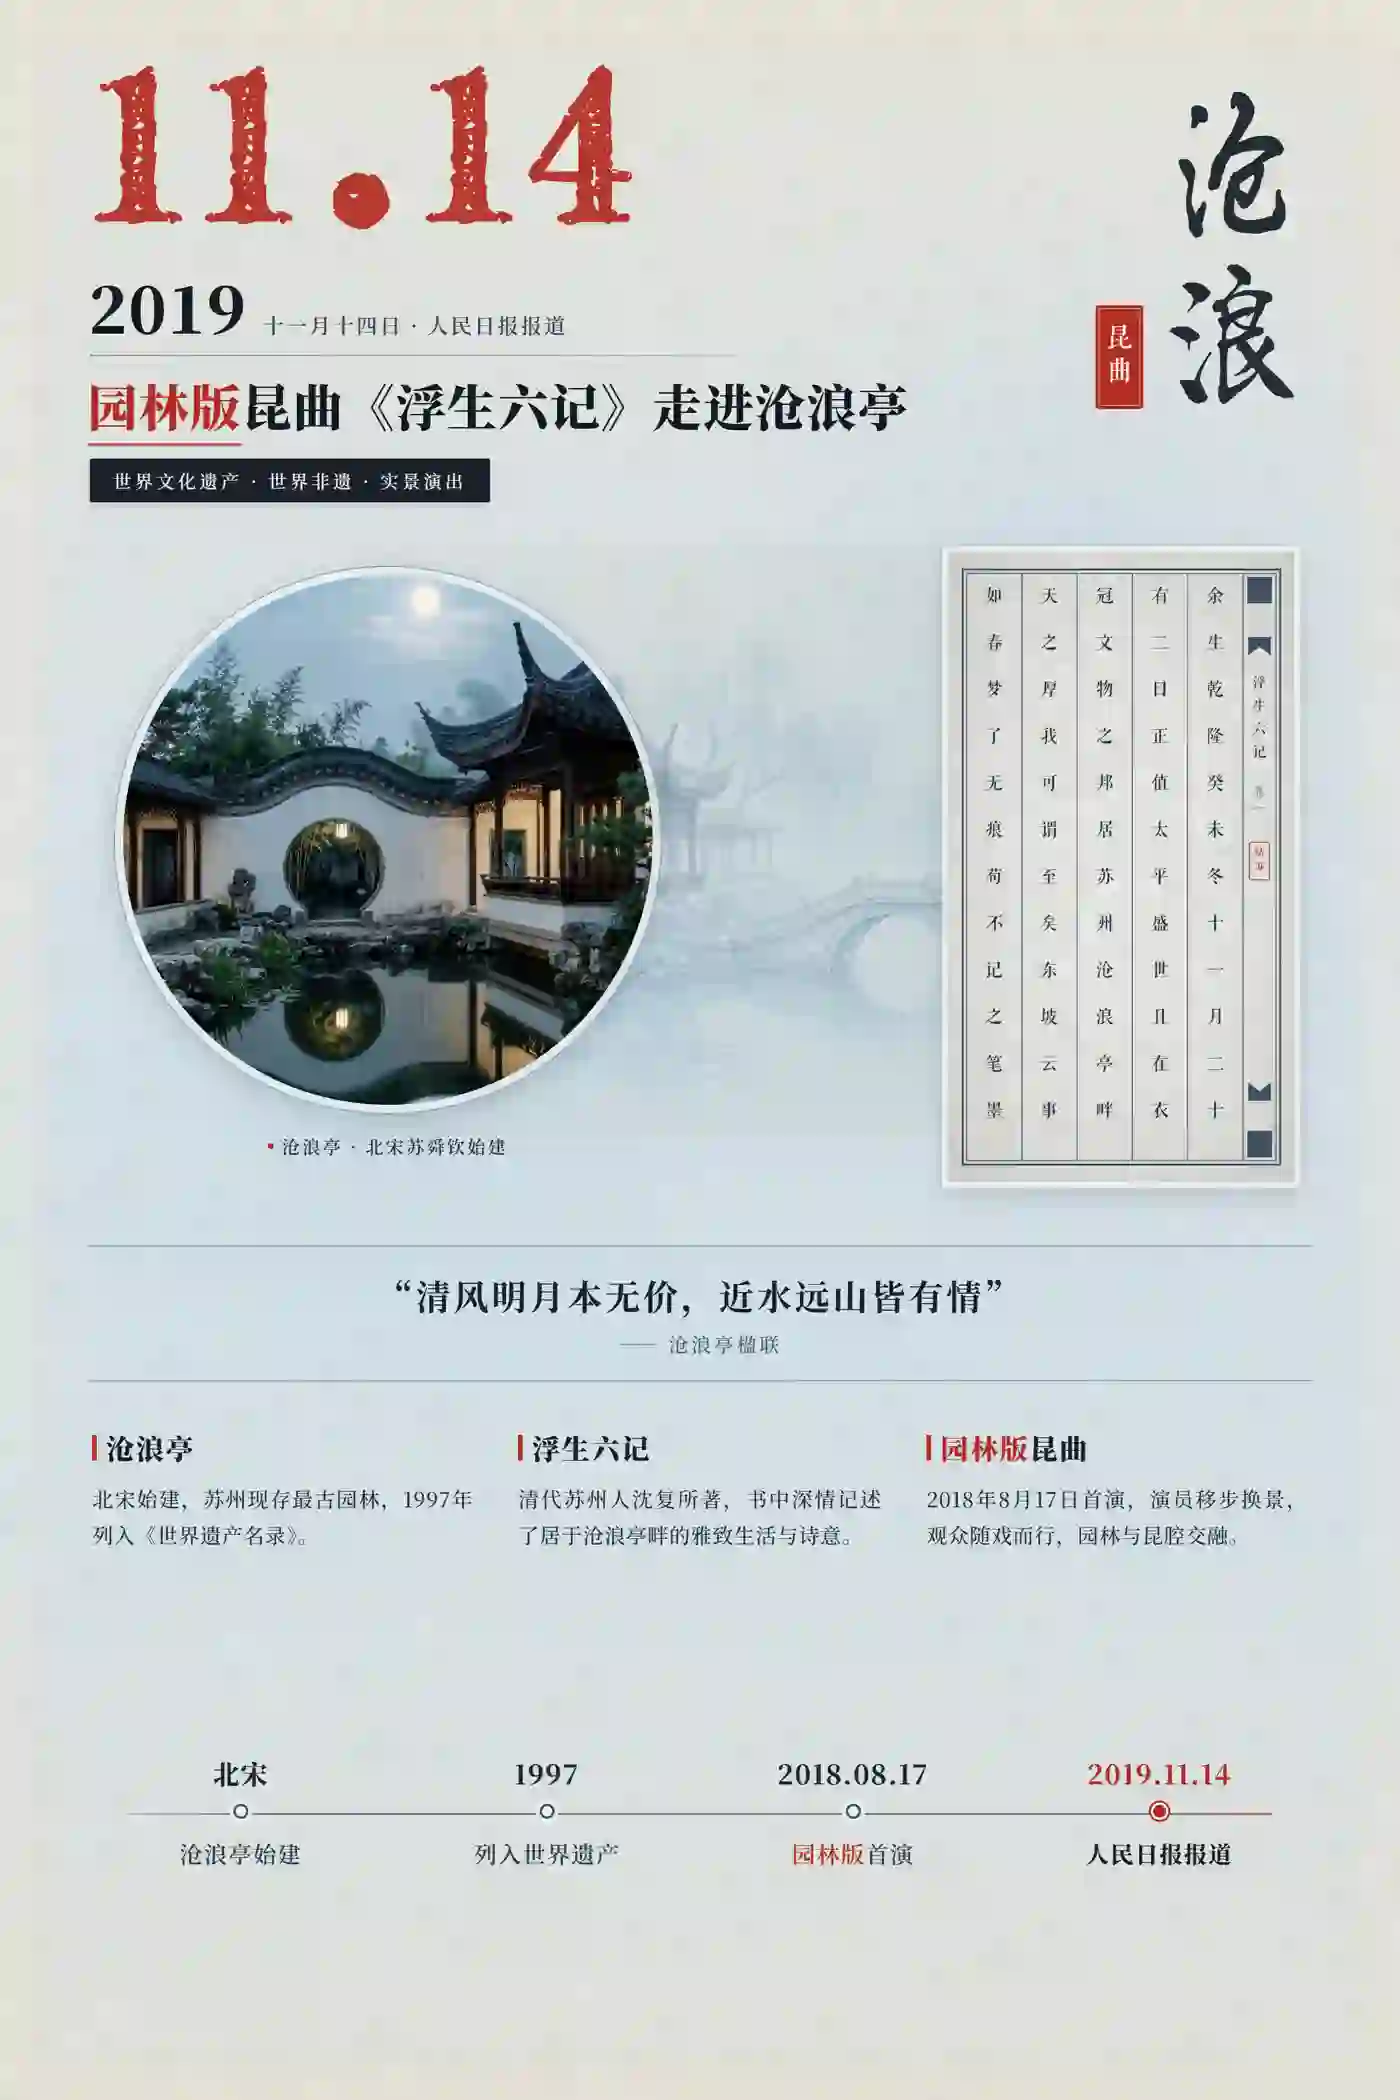 11.14
沧浪
昆曲
2019 十一月十四日 · 人民日报报道
园林版昆曲《浮生六记》走进沧浪亭
世界文化遗产 · 世界非遗 · 实景演出
浮生六记
余生乾隆癸未冬十一月二十
有二日正值太平盛世且在衣
冠文物之邦居苏州沧浪亭畔
天之厚我可谓至矣东坡云事
如春梦了无痕苟不记之笔墨
沧浪亭 · 北宋苏舜钦始建
“清风明月本无价，近水远山皆有情”
—— 沧浪亭楹联
沧浪亭
北宋始建，苏州现存最古园林，1997年
列入《世界遗产名录》。
浮生六记
清代苏州人沈复所著，书中深情记述
了居于沧浪亭畔的雅致生活与诗意。
园林版昆曲
2018年8月17日首演，演员移步换景，
观众随戏而行，园林与昆腔交融。
北宋
沧浪亭始建
1997
列入世界遗产
2018.08.17
园林版首演
2019.11.14
人民日报报道